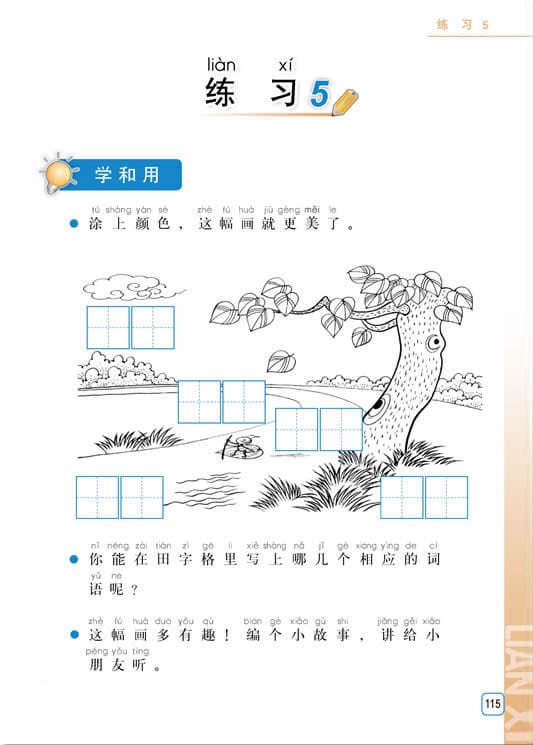 练 习 5
liàn xí
练 习 5
学和用
tú shàng yán sè zhè fú huà jiù gèng měi le
涂上颜色，这幅画就更美了。
nǐ néng zài tián zì gé li xiě shàng nǎ jǐ gè xiāng yìng de cí
你能在田字格里写上哪几个相应的词
yǔ ne
语呢？
zhè fú huà duō yǒu qù biān gè xiǎo gù shi jiǎng gěi xiǎo
这幅画多有趣！编个小故事，讲给小
péng yǒu tīng
朋友听。
115
LIAN XI